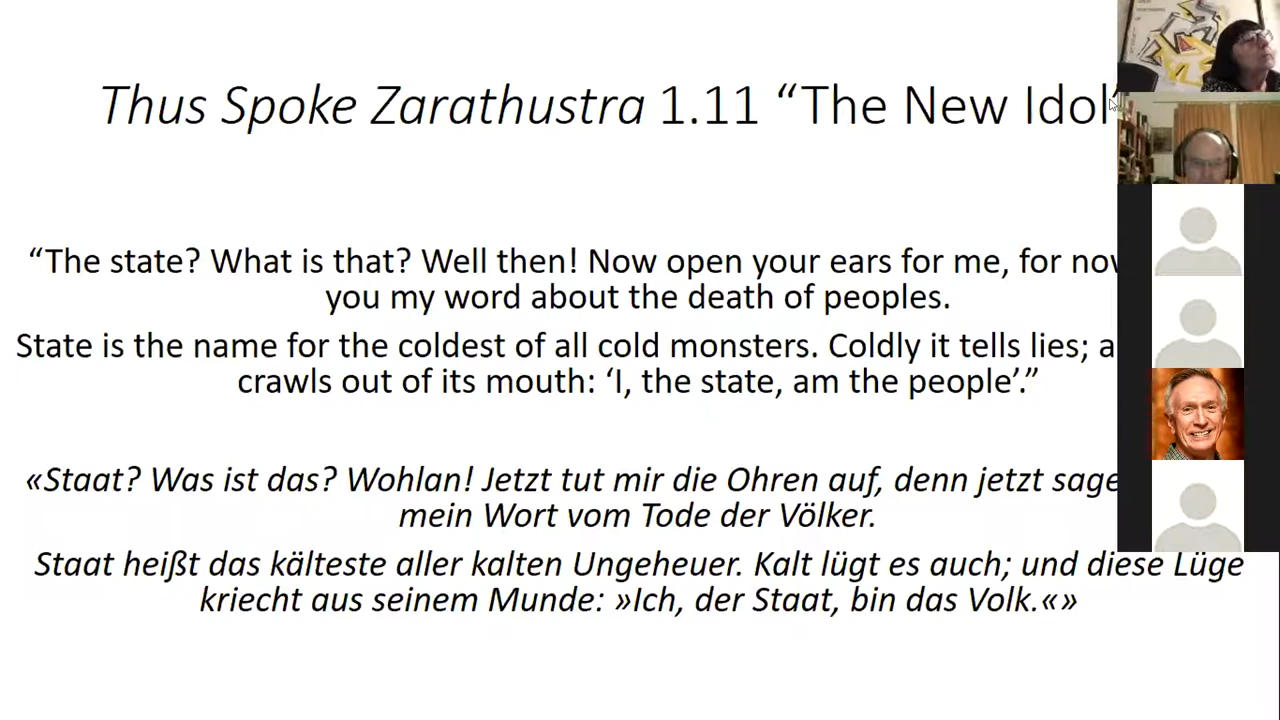 Thus Spoke Zarathustra 1.11 “The New Idol”
“The state? What is that? Well then! Now open your ears for me, for now
you my word about the death of peoples.
State is the name for the coldest of all cold monsters. Coldly it tells lies;
crawls out of its mouth: ‘I, the state, am the people’.”
«Staat? Was ist das? Wohlan! Jetzt tut mir die Ohren auf, denn jetzt sage
mein Wort vom Tode der Völker.
Staat heißt das kälteste aller kalten Ungeheuer. Kalt lügt es auch; und diese Lüge
kriecht aus seinem Munde: »Ich, der Staat, bin das Volk.«»